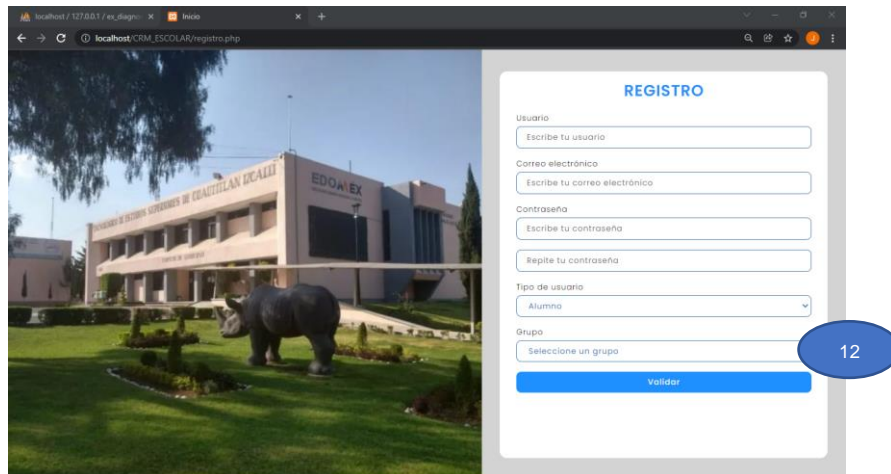 localhost / 127.0.0.1 / ex_diagno
Inicio
localhost/CRM_ESCOLAR/registro.php
J
EDOMEX
REGISTRO
Usuario
Escribe tu usuario
Correo electrónico
Escribe tu correo electrónico
Contraseña
Escribe tu contraseña
Repite tu contraseña
Tipo de usuario
Alumno
Grupo
Seleccione un grupo
12
Validar